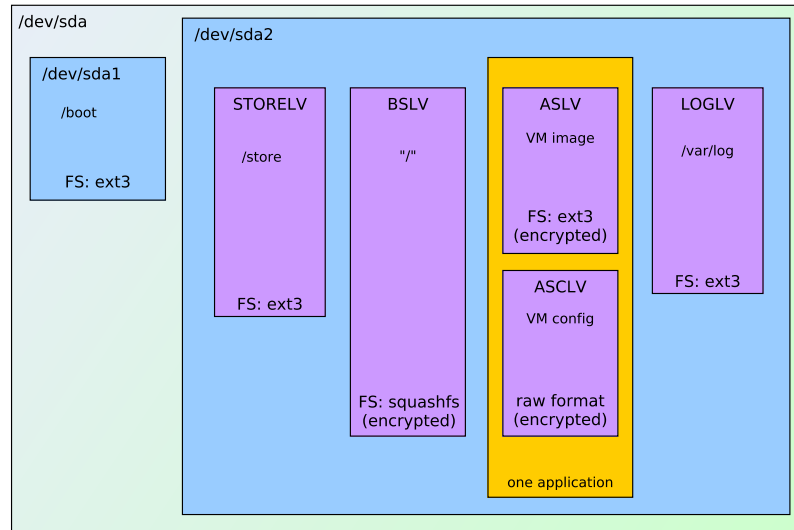 /dev/sda
/dev/sda1
/boot
FS: ext3
/dev/sda2
STORELV
/store
FS: ext3
BSLV
"/"
FS: squashfs
(encrypted)
ASLV
VM image
FS: ext3
(encrypted)
ASCLV
VM config
raw format
(encrypted)
one application
LOGLV
/var/log
FS: ext3